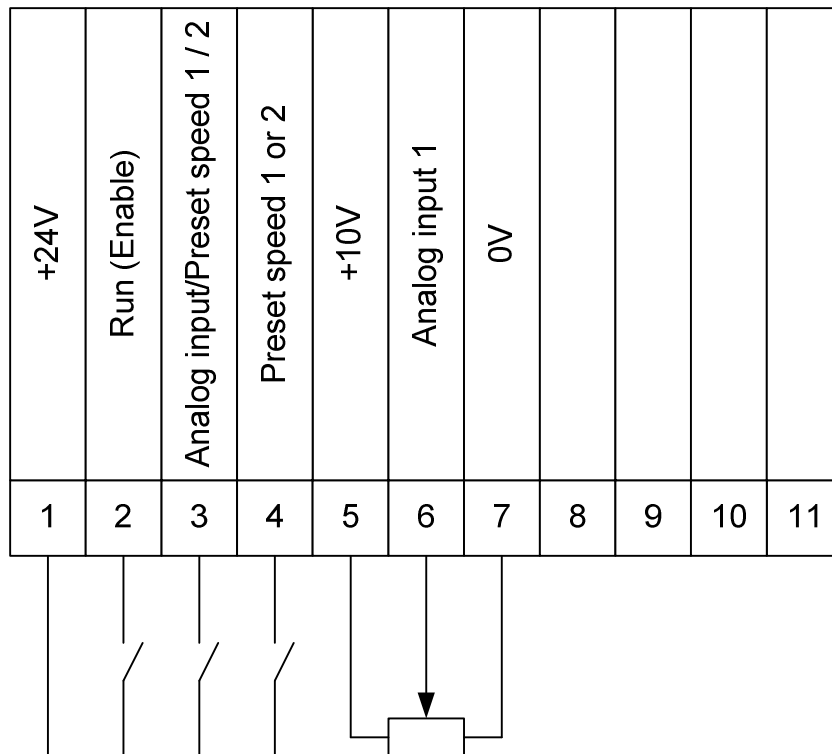 +24V
Run (Enable)
Analog input/Preset speed 1 / 2
Preset speed 1 or 2
+10V
Analog input 1
0V
1 2 3 4 5 6 7 8 9 10 11